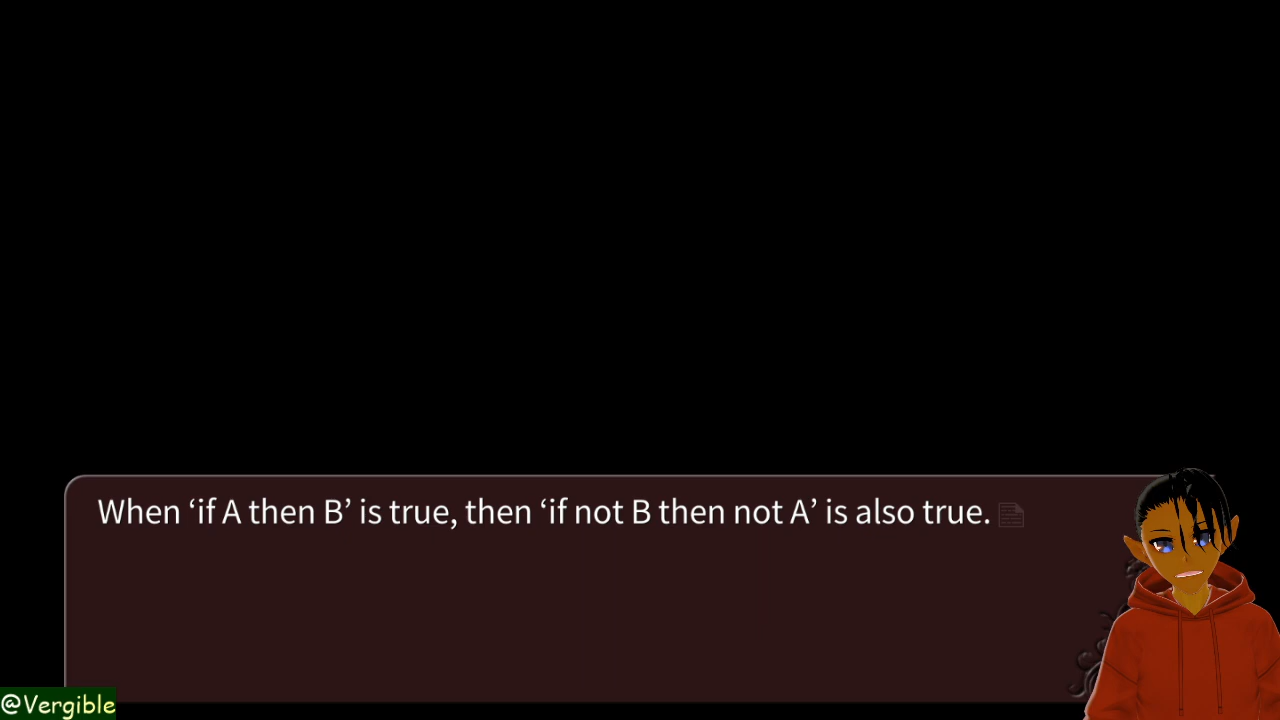 When ‘if A then B’ is true, then ‘if not B then not A’ is also true.
@Vergible